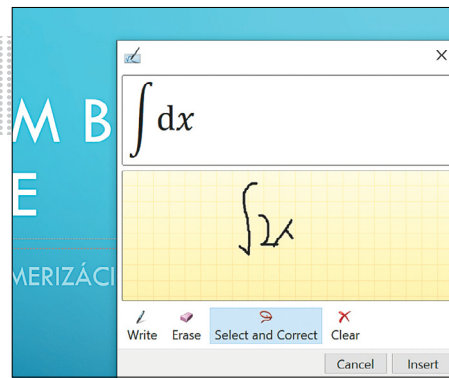 M B
E
MERIZÁCI
∫ dx
∫2x
Write Erase Select and Correct Clear
Cancel Insert